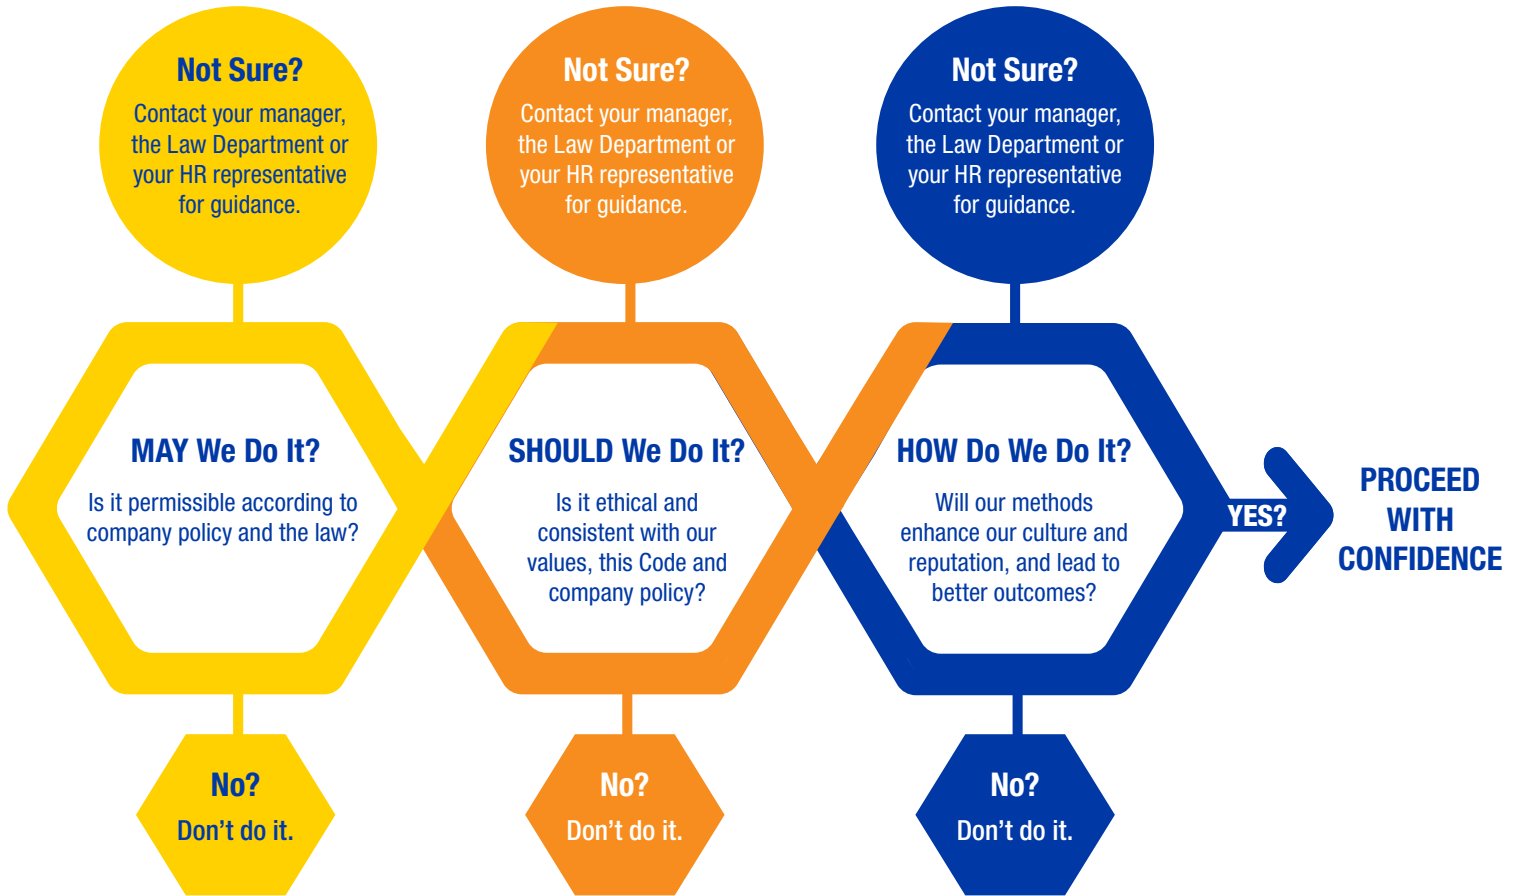 Not Sure?
Contact your manager,
the Law Department or
your HR representative
for guidance.
Not Sure?
Contact your manager,
the Law Department or
your HR representative
for guidance.
Not Sure?
Contact your manager,
the Law Department or
your HR representative
for guidance.
MAY We Do It?
Is it permissible according to
company policy and the law?
SHOULD We Do It?
Is it ethical and
consistent with our
values, this Code and
company policy?
HOW Do We Do It?
Will our methods
enhance our culture and
reputation, and lead to
better outcomes?
YES?
PROCEED
WITH
CONFIDENCE
No?
Don’t do it.
No?
Don’t do it.
No?
Don’t do it.